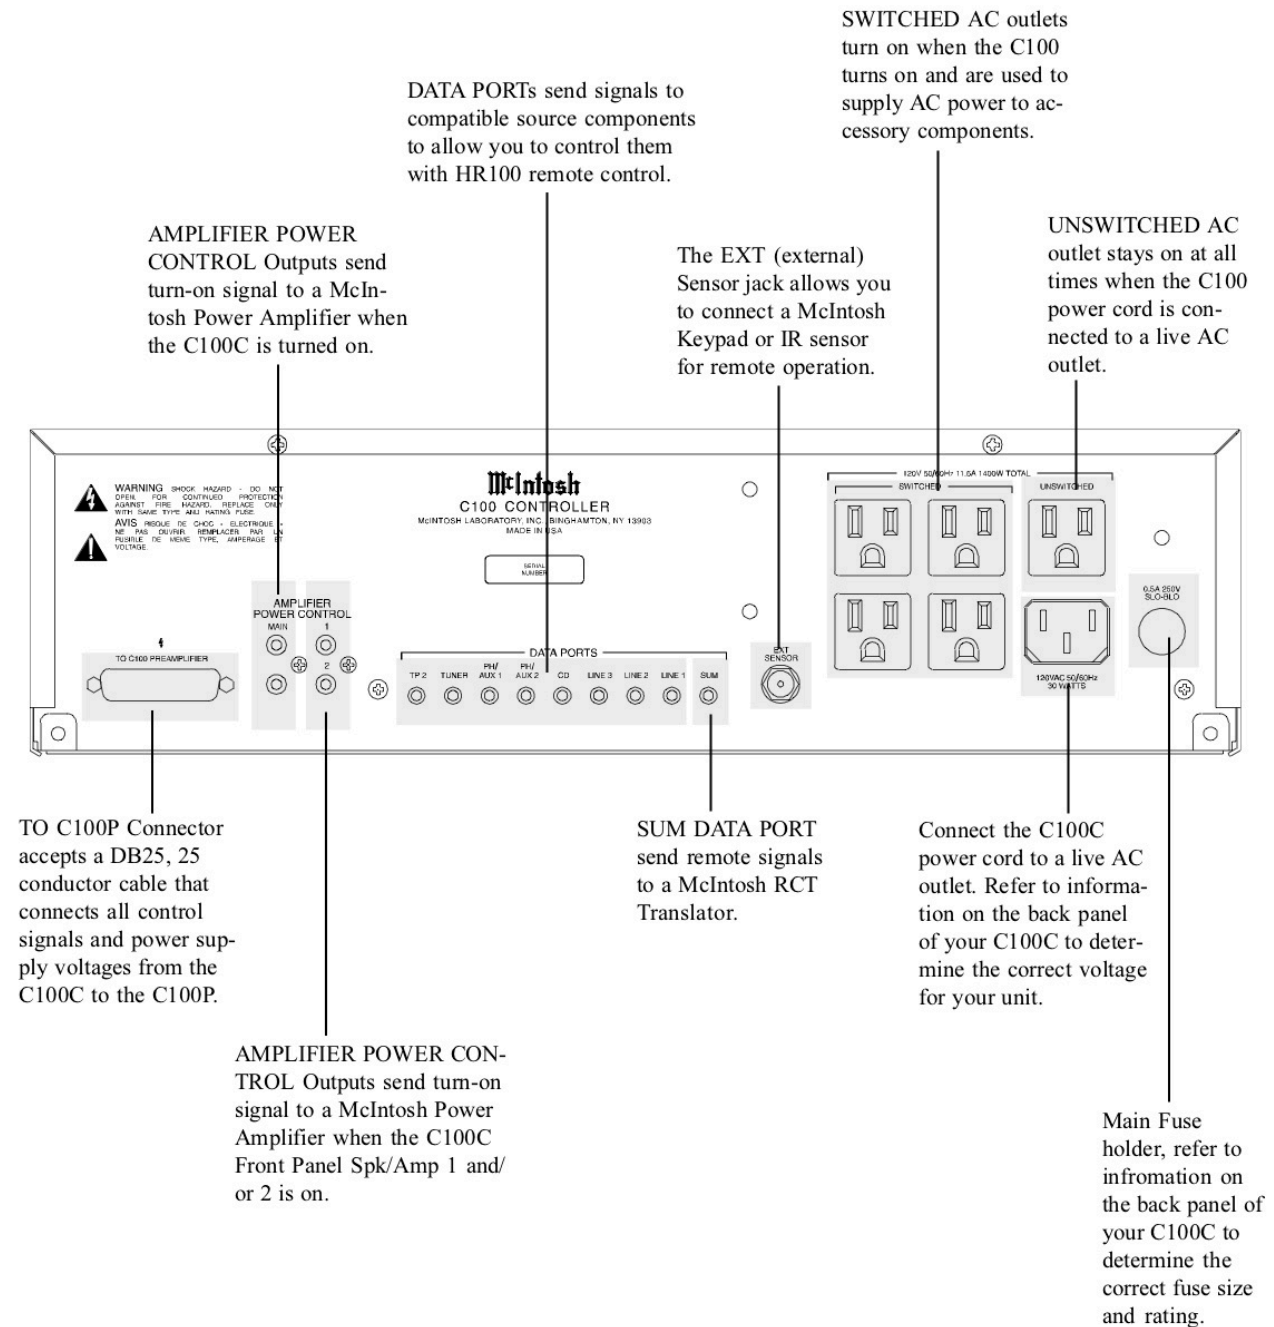 SWITCHED AC outlets
turn on when the C100
turns on and are used to
supply AC power to ac-
cessory components.
DATA PORTs send signals to
compatible source components
to allow you to control them
with HR100 remote control.
AMPLIFIER POWER
CONTROL Outputs send
turn-on signal to a McIn-
tosh Power Amplifier when
the C100C is turned on.
The EXT (external)
Sensor jack allows you
to connect a McIntosh
Keypad or IR sensor
for remote operation.
UNSWITCHED AC
outlet stays on at all
times when the C100
power cord is con-
nected to a live AC
outlet.
WARNING SHOCK HAZARD - DO NOT
OPEN. FOR CONTINUED PROTECTION
AGAINST FIRE HAZARD, REPLACE ONLY
WITH SAME TYPE AND RATING FUSE.
AVIS RISQUE DE CHOC - ELECTRIQUE -
NE PAS OUVRIR. REMPLACER PAR UN
FUSIBLE DE MEME TYPE, AMPERAGE ET
VOLTAGE.
McIntosh
C100 CONTROLLER
McINTOSH LABORATORY, INC. BINGHAMTON, NY 13903
MADE IN USA
SERIAL
NUMBER
120V 50/60Hz 11.6A 1400W TOTAL
SWITCHED
UNSWITCHED
0.5A 250V
SLO-BLO
AMPLIFIER
POWER CONTROL
MAIN 1
2
TO C100 PREAMPLIFIER
DATA PORTS
TP 2 TUNER PH/ AUX 1 PH/ AUX 2 CD LINE 3 LINE 2 LINE 1 SUM
EXT
SENSOR
120VAC 50/60Hz
30 WATTS
TO C100P Connector
accepts a DB25, 25
conductor cable that
connects all control
signals and power sup-
ply voltages from the
C100C to the C100P.
SUM DATA PORT
send remote signals
to a McIntosh RCT
Translator.
Connect the C100C
power cord to a live AC
outlet. Refer to informa-
tion on the back panel
of your C100C to deter-
mine the correct voltage
for your unit.
AMPLIFIER POWER CON-
TROL Outputs send turn-on
signal to a McIntosh Power
Amplifier when the C100C
Front Panel Spk/Amp 1 and/
or 2 is on.
Main Fuse
holder, refer to
infromation on
the back panel of
your C100C to
determine the
correct fuse size
and rating.